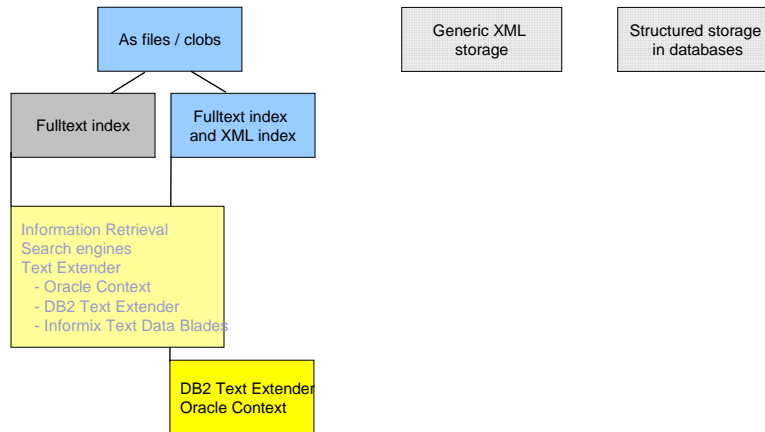 As files / clobs
Generic XML
storage
Structured storage
in databases
Fulltext index
Fulltext index
and XML index
Information Retrieval
Search engines
Text Extender
- Oracle Context
- DB2 Text Extender
- Informix Text Data Blades
DB2 Text Extender
Oracle Context